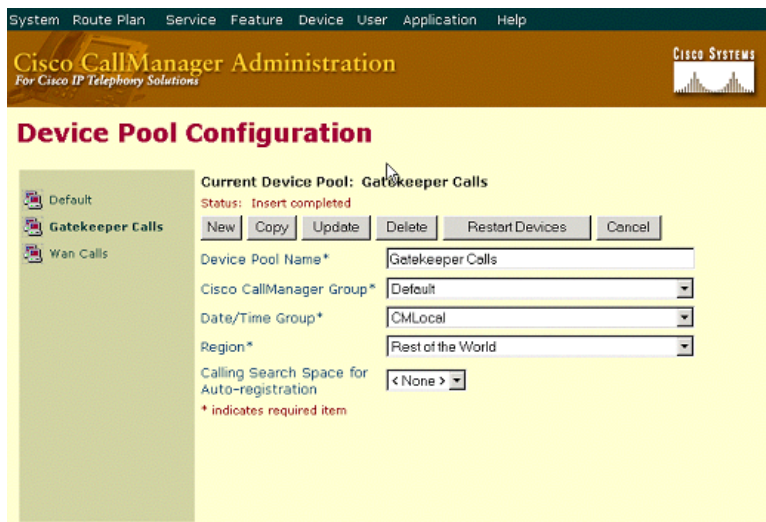 System Route Plan Service Feature Device User Application Help
Cisco CallManager Administration
For Cisco IP Telephony Solutions
CISCO SYSTEMS
Device Pool Configuration
Default
Gatekeeper Calls
Wan Calls
Current Device Pool: Gatekeeper Calls
Status: Insert completed
New Copy Update Delete Restart Devices Cancel
Device Pool Name* Gatekeeper Calls
Cisco CallManager Group* Default
Date/Time Group* CMLocal
Region* Rest of the World
Calling Search Space for
Auto-registration < None >
* indicates required item